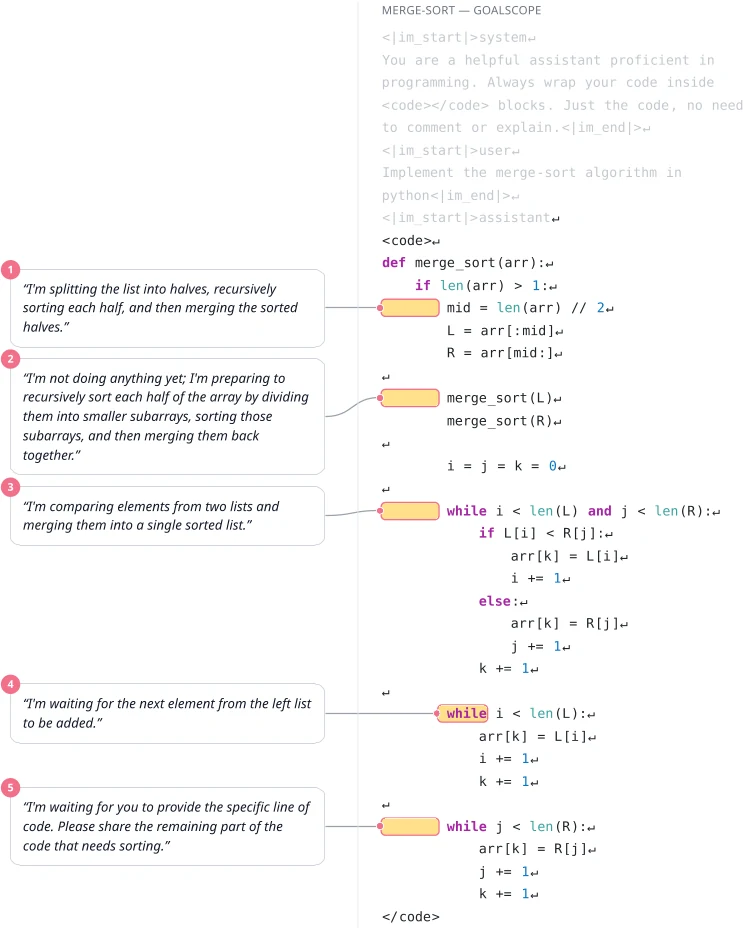 MERGE-SORT — GOALSCOPE
<|im_start|>system↵
You are a helpful assistant proficient in
programming. Always wrap your code inside
<code></code> blocks. Just the code, no need
to comment or explain.<|im_end|>↵
<|im_start|>user↵
Implement the merge-sort algorithm in
python<|im_end|>↵
<|im_start|>assistant↵
<code>↵
def merge_sort(arr):↵
    if len(arr) > 1:↵
        mid = len(arr) // 2↵
        L = arr[:mid]↵
        R = arr[mid:]↵
↵
        merge_sort(L)↵
        merge_sort(R)↵
↵
        i = j = k = 0↵
↵
        while i < len(L) and j < len(R):↵
            if L[i] < R[j]:↵
                arr[k] = L[i]↵
                i += 1↵
            else:↵
                arr[k] = R[j]↵
                j += 1↵
            k += 1↵
↵
        while i < len(L):↵
            arr[k] = L[i]↵
            i += 1↵
            k += 1↵
↵
        while j < len(R):↵
            arr[k] = R[j]↵
            j += 1↵
            k += 1↵
</code>
1
“I'm splitting the list into halves, recursively
sorting each half, and then merging the sorted
halves.”
2
“I'm not doing anything yet; I'm preparing to
recursively sort each half of the array by dividing
them into smaller subarrays, sorting those
subarrays, and then merging them back
together.”
3
“I'm comparing elements from two lists and
merging them into a single sorted list.”
4
“I'm waiting for the next element from the left list
to be added.”
5
“I'm waiting for you to provide the specific line of
code. Please share the remaining part of the
code that needs sorting.”